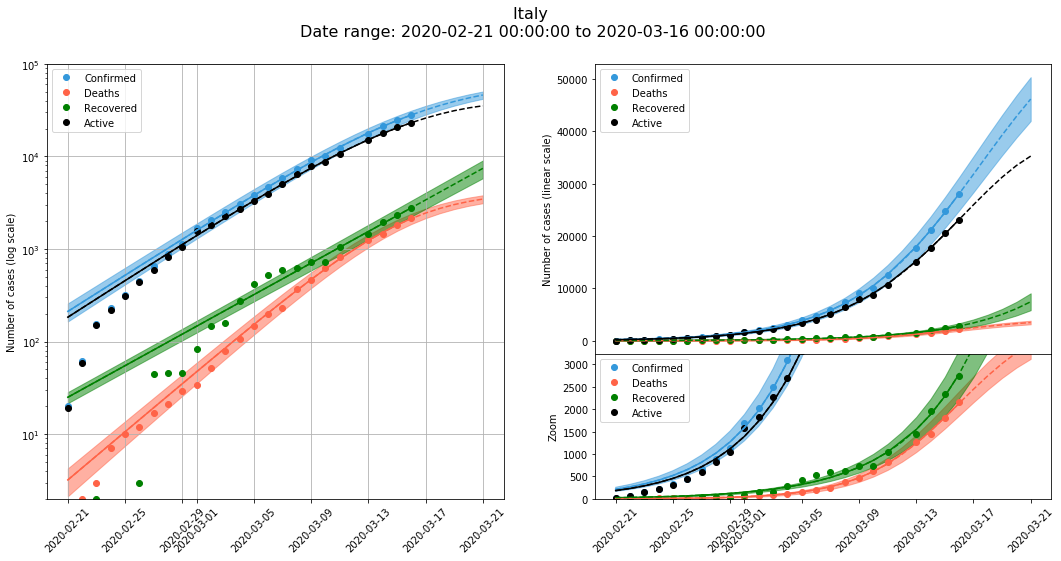 Italy
Date range: 2020-02-21 00:00:00 to 2020-03-16 00:00:00
Number of cases (log scale)
10^5
10^4
10^3
10^2
10^1
Confirmed
Deaths
Recovered
Active
2020-02-21
2020-02-25
2020-02-29
2020-03-01
2020-03-05
2020-03-09
2020-03-13
2020-03-17
2020-03-21
Number of cases (linear scale)
50000
40000
30000
20000
10000
0
Confirmed
Deaths
Recovered
Active
Zoom
3000
2500
2000
1500
1000
500
0
Confirmed
Deaths
Recovered
Active
2020-02-21
2020-02-25
2020-02-29
2020-03-01
2020-03-05
2020-03-09
2020-03-13
2020-03-17
2020-03-21